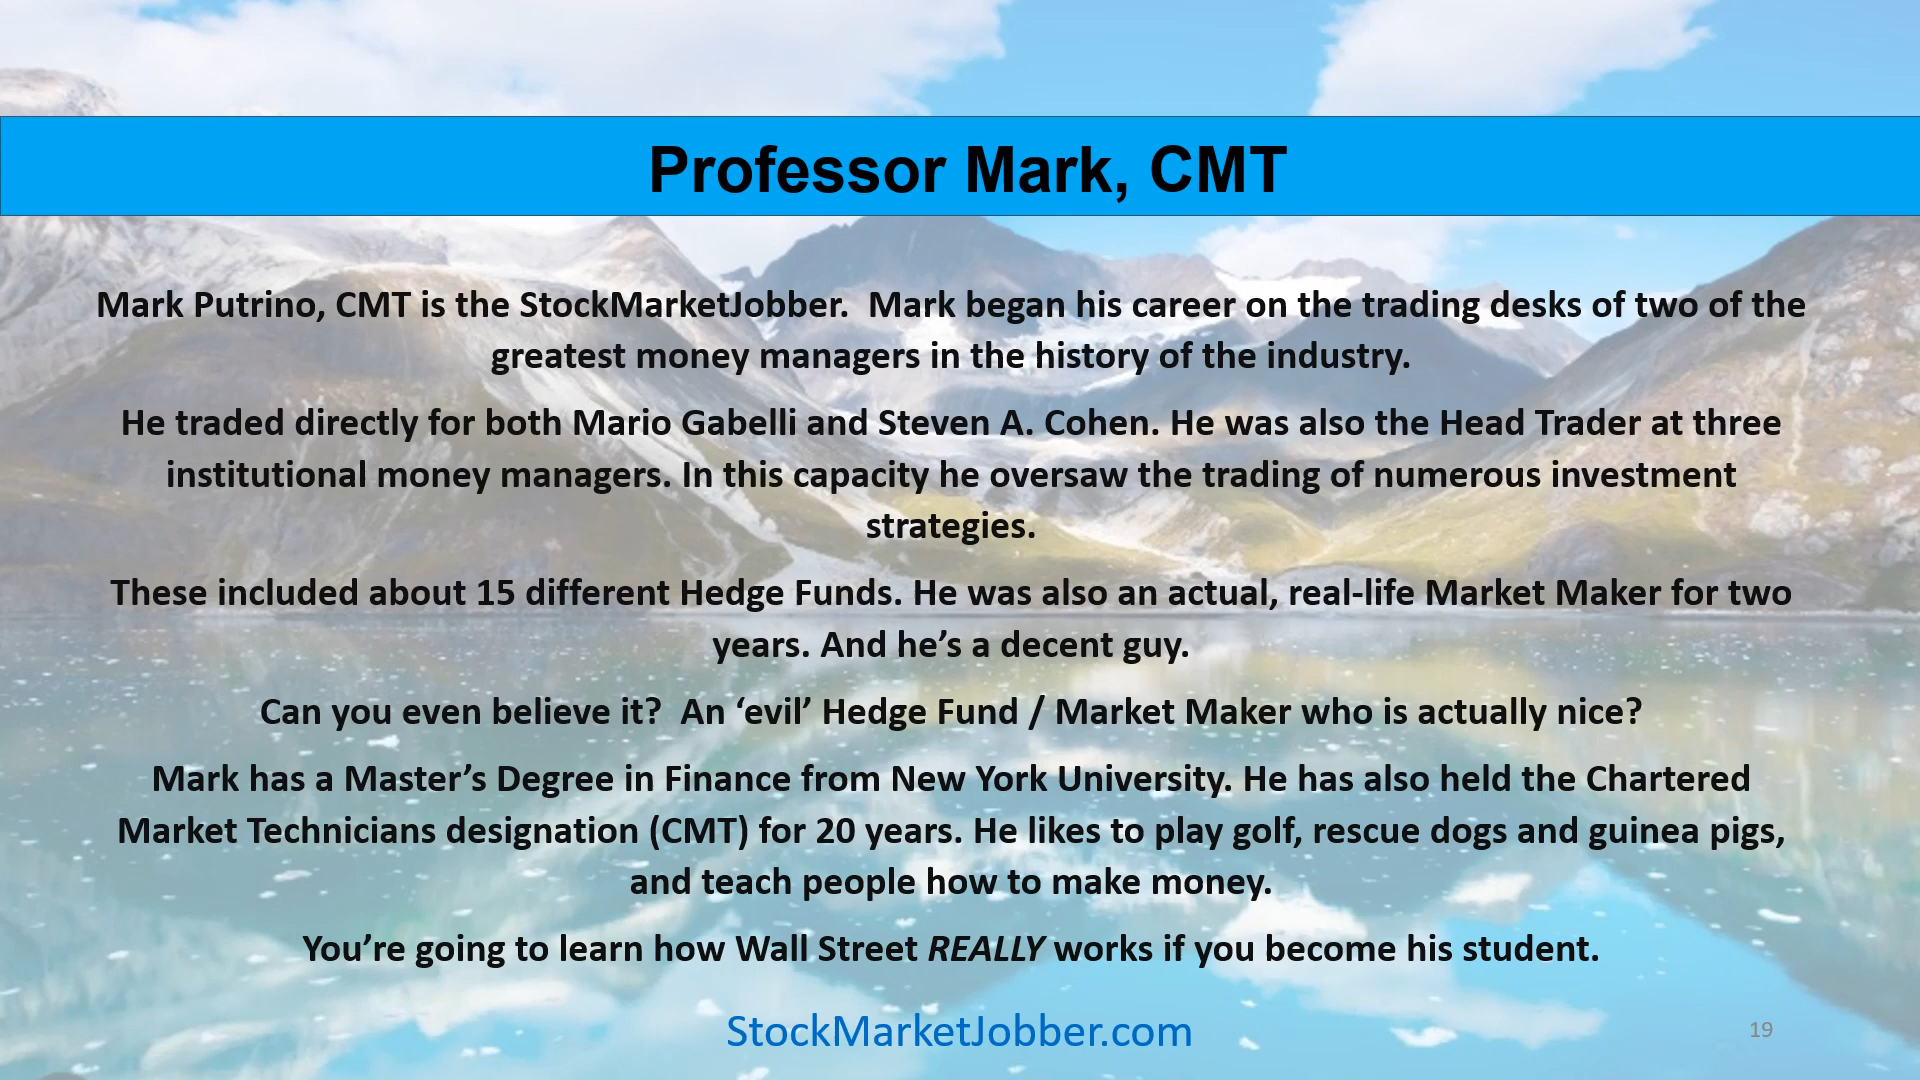 Professor Mark, CMT
Mark Putrino, CMT is the StockMarketJobber.  Mark began his career on the trading desks of two of the
greatest money managers in the history of the industry.
He traded directly for both Mario Gabelli and Steven A. Cohen. He was also the Head Trader at three
institutional money managers. In this capacity he oversaw the trading of numerous investment
strategies.
These included about 15 different Hedge Funds. He was also an actual, real-life Market Maker for two
years. And he’s a decent guy.
Can you even believe it?  An ‘evil’ Hedge Fund / Market Maker who is actually nice?
Mark has a Master’s Degree in Finance from New York University. He has also held the Chartered
Market Technicians designation (CMT) for 20 years. He likes to play golf, rescue dogs and guinea pigs,
and teach people how to make money.
You’re going to learn how Wall Street REALLY works if you become his student.
StockMarketJobber.com
19